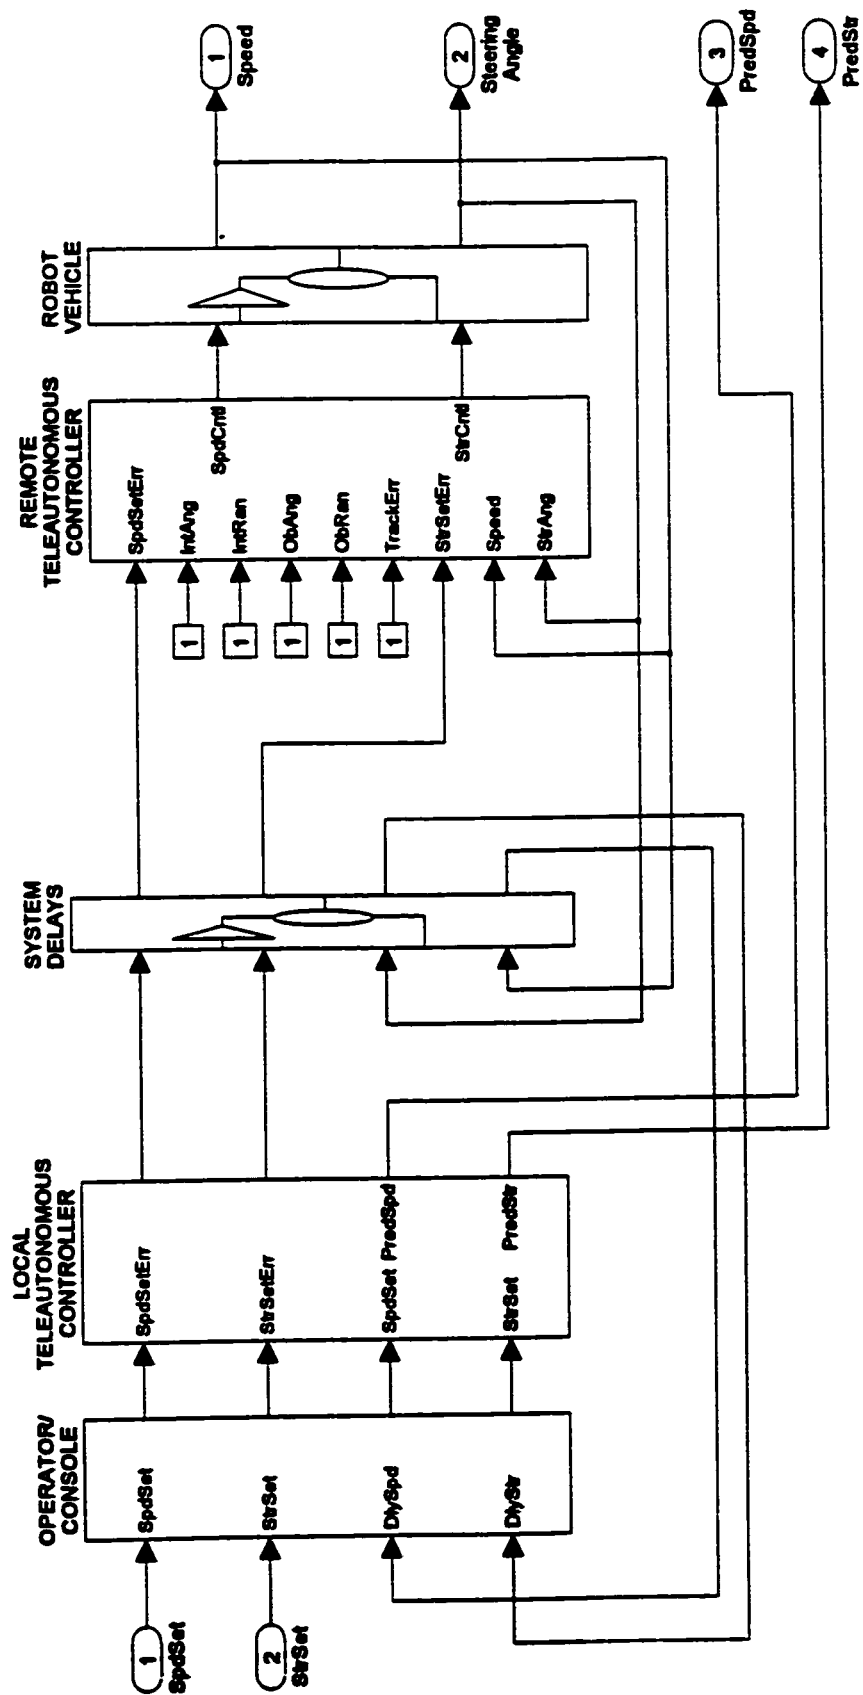 1
SpdSet
2
StrSet
OPERATOR/
CONSOLE
SpdSet
StrSet
DlySpd
DlyStr
LOCAL
TELEAUTONOMOUS
CONTROLLER
SpdSetErr
StrSetErr
SpdSet PredSpd
StrSet PredStr
SYSTEM
DELAYS
1
1
1
1
1
REMOTE
TELEAUTONOMOUS
CONTROLLER
SpdSetErr
IntAng
IntRan
ObAng
ObRan
TrackErr
StrSetErr
Speed
StrAng
SpdCntl
StrCntl
ROBOT
VEHICLE
1
Speed
2
Steering
Angle
3
PredSpd
4
PredStr